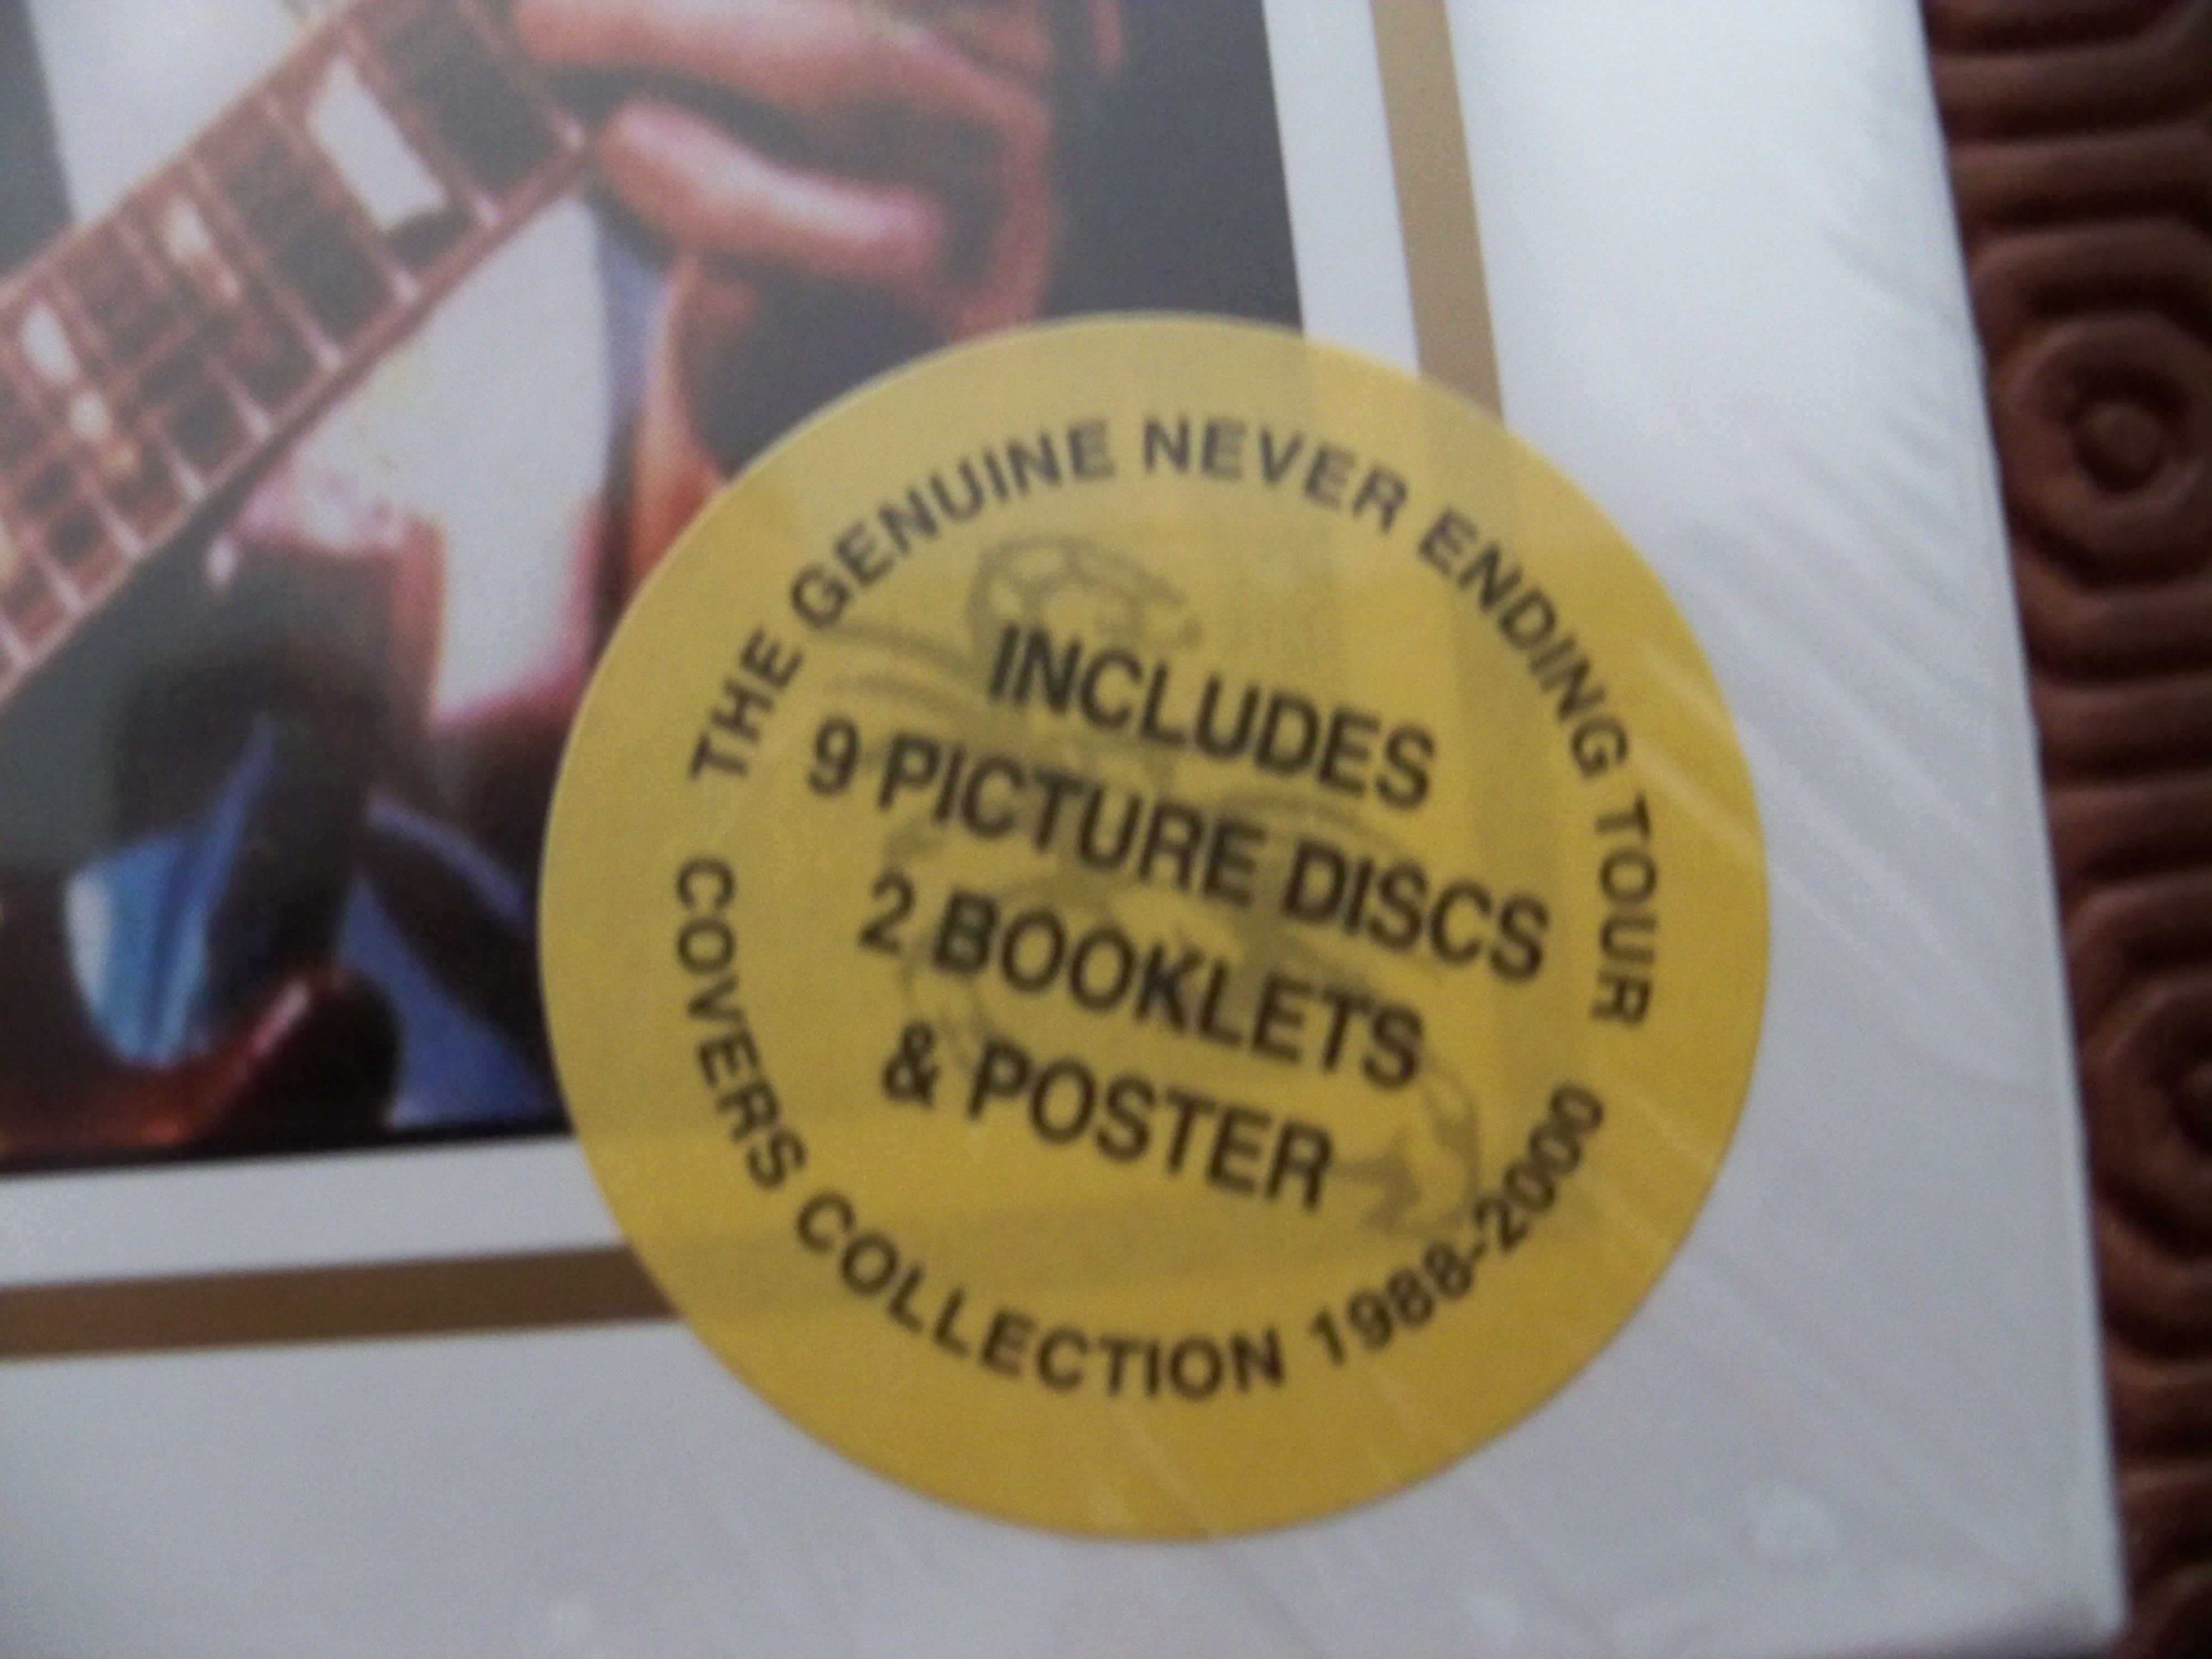 THE GENUINE NEVER ENDING TOUR
INCLUDES
9 PICTURE DISCS
2 BOOKLETS
& POSTER
COVERS COLLECTION 1988-2000